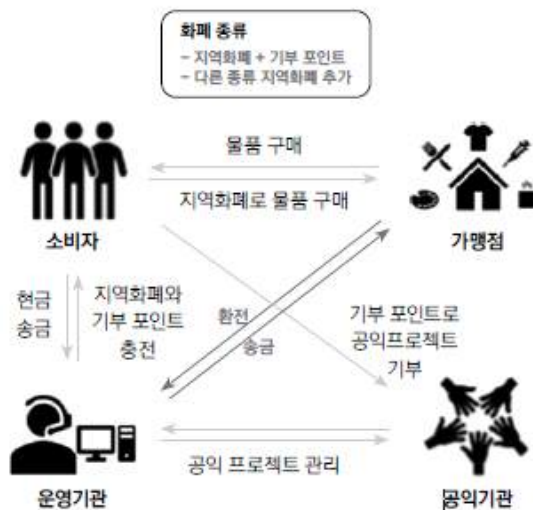 화폐 종류
- 지역화폐 + 기부 포인트
- 다른 종류 지역화폐 추가
물품 구매
지역화폐로 물품 구매
소비자
가맹점
현금
송금
지역화폐와
기부 포인트
충전
환전
송금
기부 포인트로
공익프로젝트
기부
공익 프로젝트 관리
운영기관
공익기관